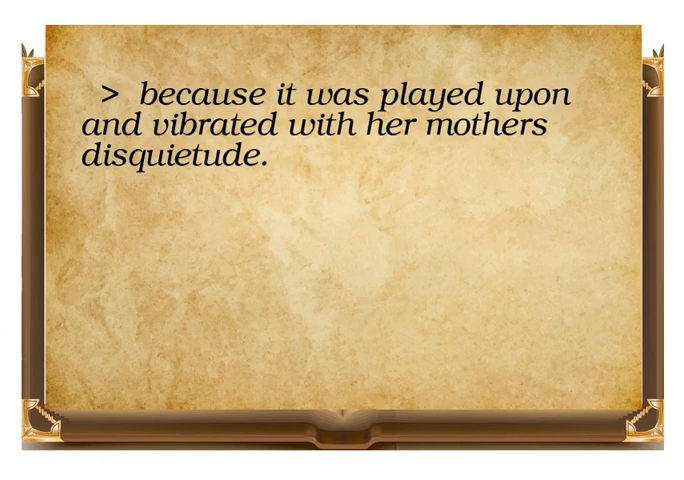 > because it was played upon
and vibrated with her mothers
disquietude.